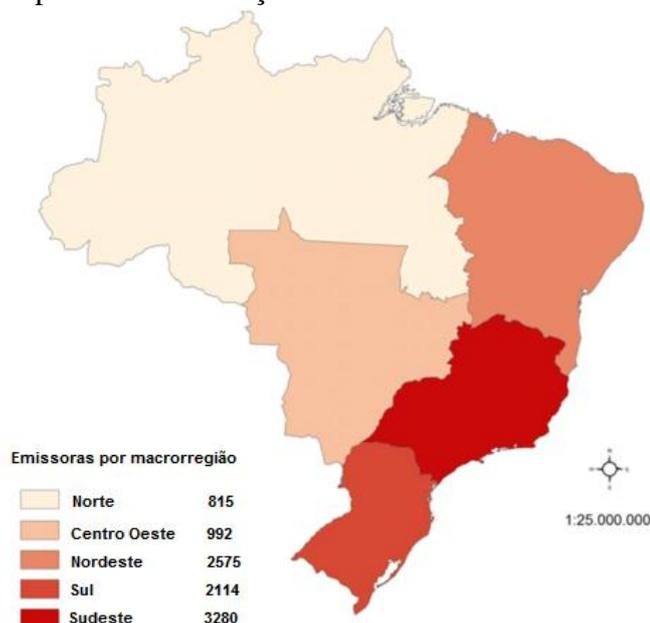 Emissoras por macrorregião
Norte 815
Centro Oeste 992
Nordeste 2575
Sul 2114
Sudeste 3280
1:25.000.000